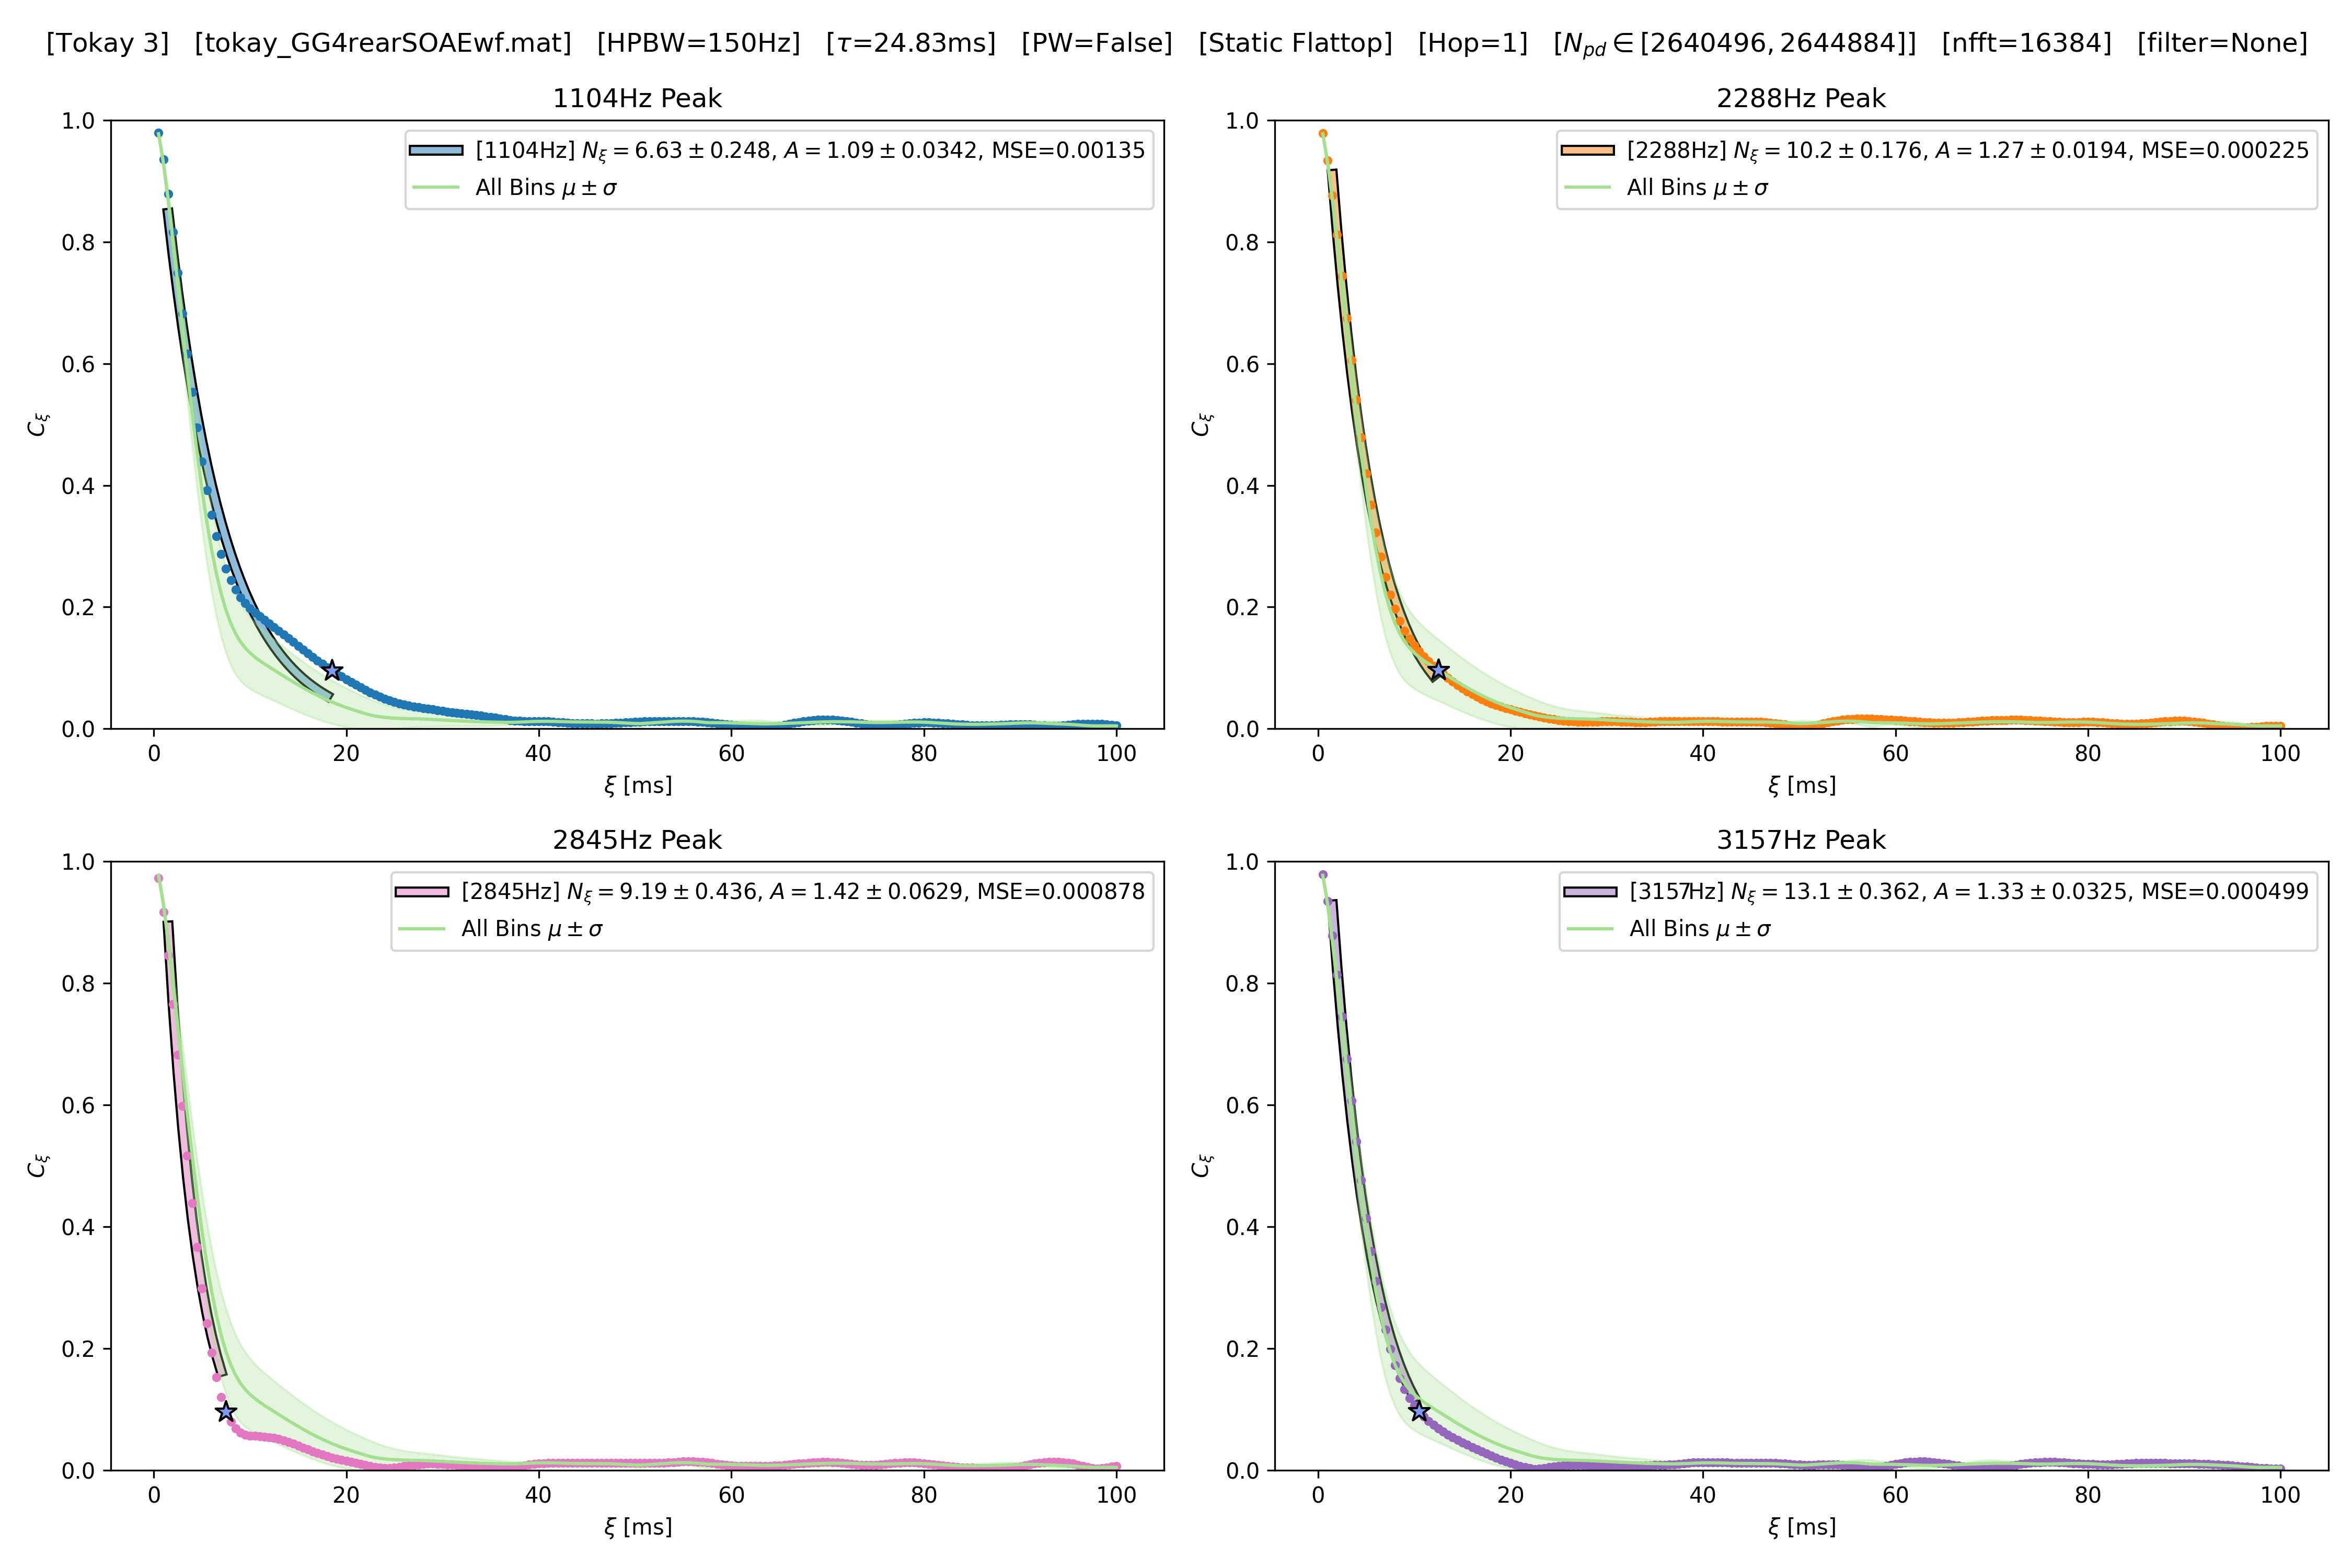 [Tokay 3] [tokay_GG4rearSOAEwf.mat] [HPBW=150Hz] [τ=24.83ms] [PW=False] [Static Flattop] [Hop=1] [N_{pd} ∈ [2640496, 2644884]] [nfft=16384] [filter=None]
1104Hz Peak
[1104Hz] N_ξ = 6.63 ± 0.248, A = 1.09 ± 0.0342, MSE=0.00135
All Bins μ ± σ
1.0
0.8
0.6
0.4
0.2
0.0
C_ξ
0 20 40 60 80 100
ξ [ms]
2288Hz Peak
[2288Hz] N_ξ = 10.2 ± 0.176, A = 1.27 ± 0.0194, MSE=0.000225
All Bins μ ± σ
1.0
0.8
0.6
0.4
0.2
0.0
C_ξ
0 20 40 60 80 100
ξ [ms]
2845Hz Peak
[2845Hz] N_ξ = 9.19 ± 0.436, A = 1.42 ± 0.0629, MSE=0.000878
All Bins μ ± σ
1.0
0.8
0.6
0.4
0.2
0.0
C_ξ
0 20 40 60 80 100
ξ [ms]
3157Hz Peak
[3157Hz] N_ξ = 13.1 ± 0.362, A = 1.33 ± 0.0325, MSE=0.000499
All Bins μ ± σ
1.0
0.8
0.6
0.4
0.2
0.0
C_ξ
0 20 40 60 80 100
ξ [ms]